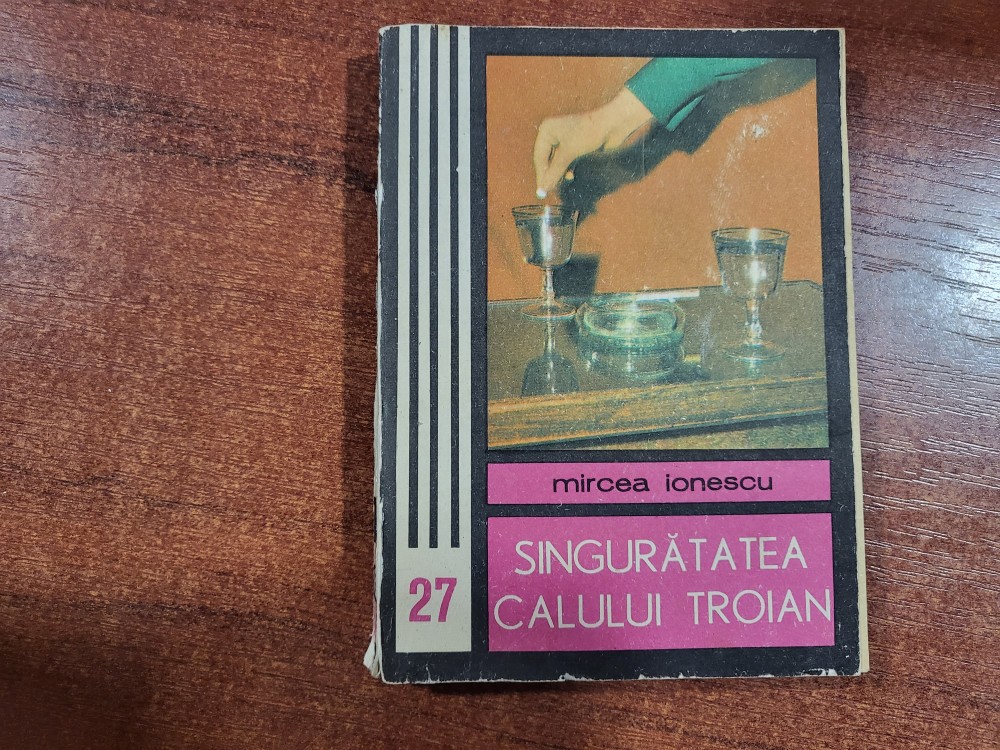 mircea ionescu
SINGURĂTATEA
CALULUI TROIAN
27